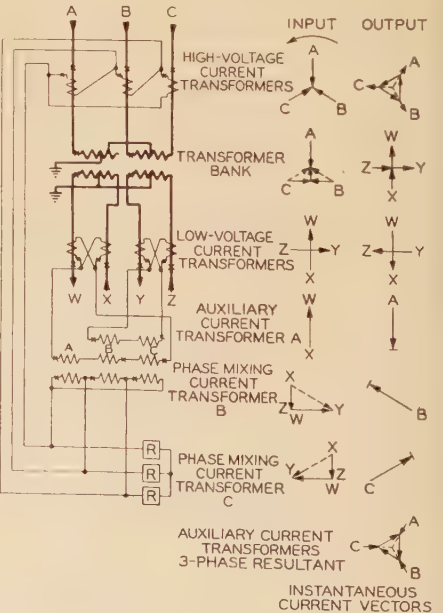 A B C
INPUT OUTPUT
HIGH-VOLTAGE
CURRENT
TRANSFORMERS
A
C B
A
C
B
TRANSFORMER
BANK
A
C B
W
Z Y
X
LOW-VOLTAGE
CURRENT
TRANSFORMERS
W
Z Y
X
W
Z Y
X
W X Y Z
AUXILIARY
CURRENT
TRANSFORMER
A
W
X
A
A B C
PHASE MIXING
CURRENT
TRANSFORMER
B
X
Z Y
W
B
R
R
R
PHASE MIXING
CURRENT
TRANSFORMER
C
X
Y Z
W
C
AUXILIARY CURRENT
TRANSFORMERS
3-PHASE RESULTANT
A
C
B
INSTANTANEOUS
CURRENT VECTORS